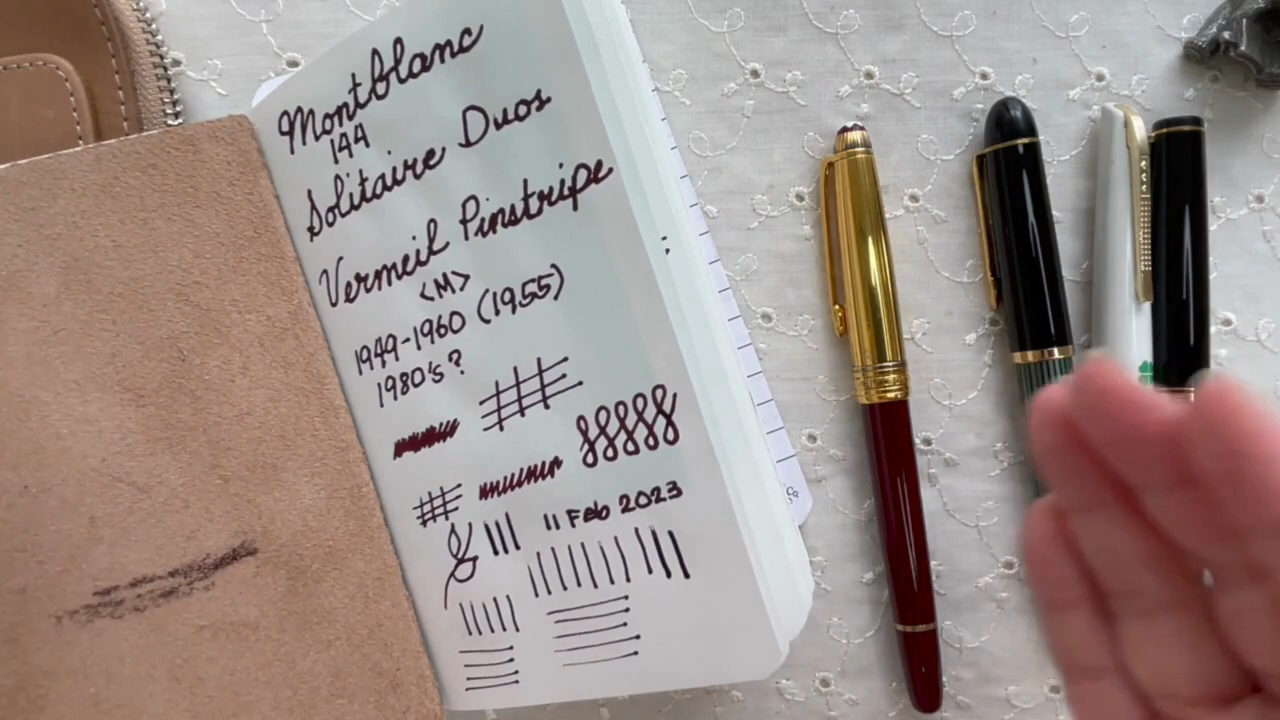 Montblanc
144
Solitaire Duos
Vermeil Pinstripe
<M>
1949-1960 (1955)
1980's?
11 Feb 2023